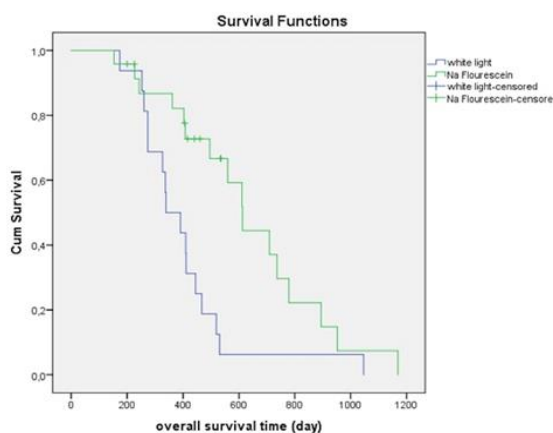 Survival Functions
white light
Na Flourescein
white light-censored
Na Flourescein-censore
1,0
0,8
0,6
0,4
0,2
0,0
Cum Survival
0
200
400
600
800
1000
1200
overall survival time (day)